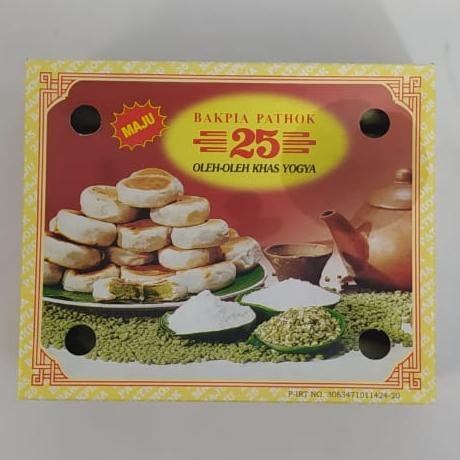 MAJU
BAKPIA PATHOK
25
OLEH-OLEH KHAS YOGYA
P-IRT NO. 3063471011424-20